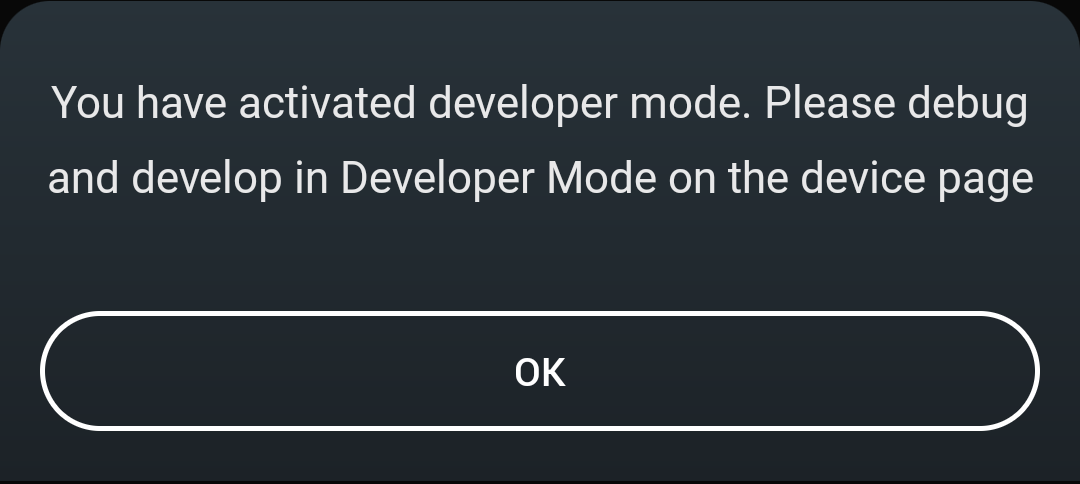 You have activated developer mode. Please debug
and develop in Developer Mode on the device page
OK